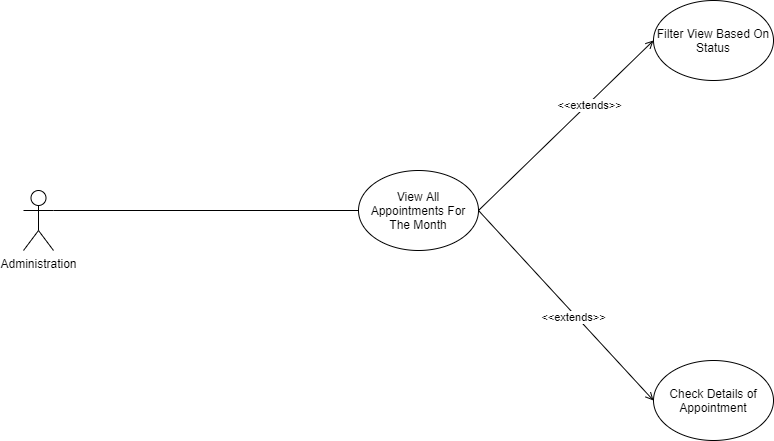 Filter View Based On
Status
<<extends>>
View All
Appointments For
The Month
Administration
<<extends>>
Check Details of
Appointment